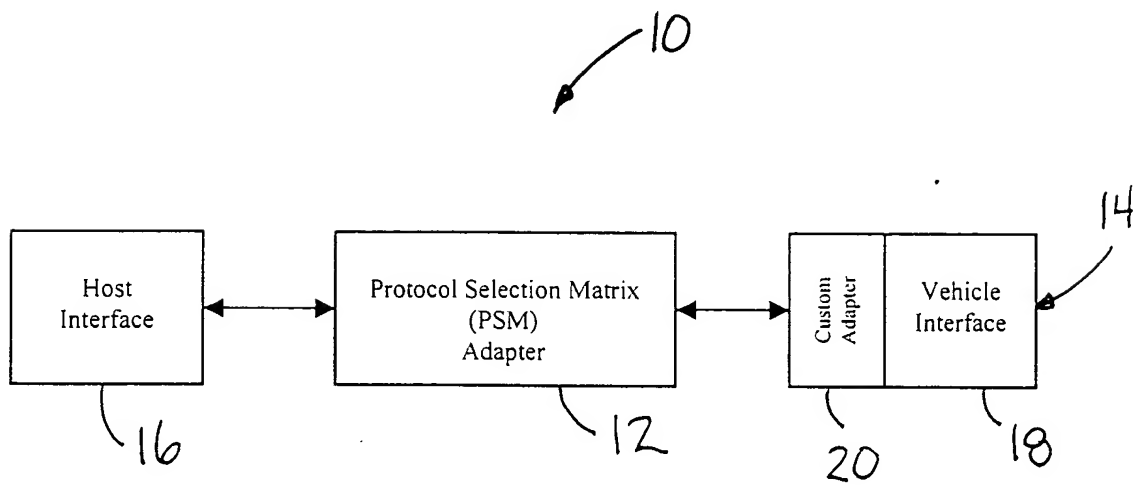 10
14
Host
Interface
Protocol Selection Matrix
(PSM)
Adapter
Custom
Adapter
Vehicle
Interface
16
12
20
18